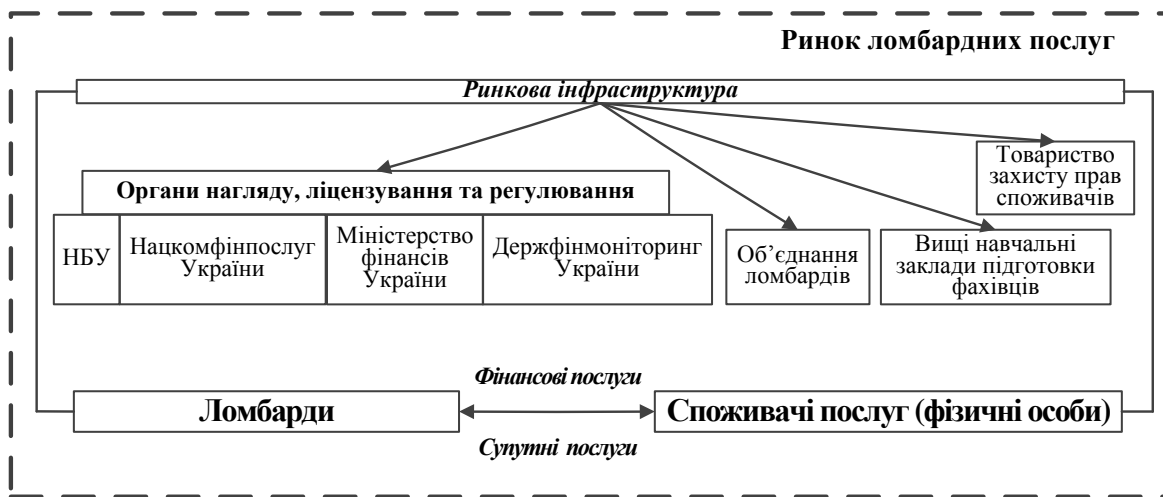 Ринок ломбардних послуг
Ринкова інфраструктура
Товариство
захисту прав
споживачів
Органи нагляду, ліцензування та регулювання
НБУ
Нацкомфінпослуг
України
Міністерство
фінансів
України
Держфінмоніторинг
України
Об’єднання
ломбардів
Вищі навчальні
заклади підготовки
фахівців
Фінансові послуги
Ломбарди
Споживачі послуг (фізичні особи)
Супутні послуги